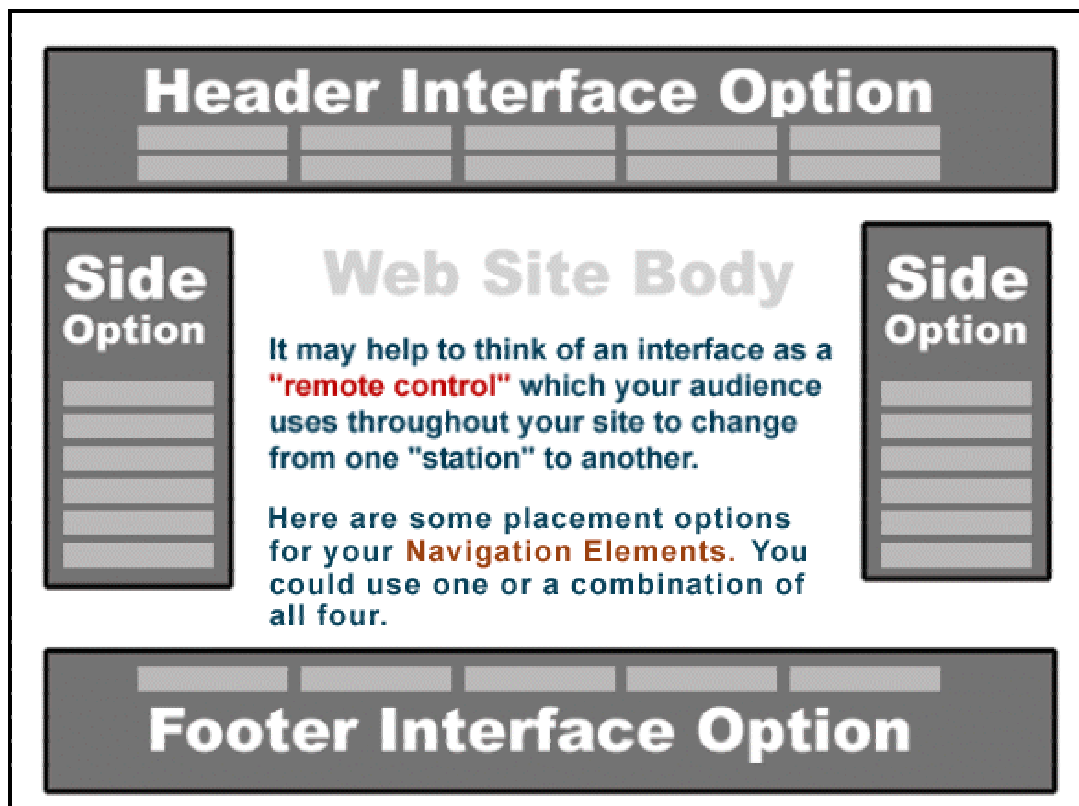 Header Interface Option
Side
Option
Web Site Body
It may help to think of an interface as a
"remote control" which your audience
uses throughout your site to change
from one "station" to another.
Here are some placement options
for your Navigation Elements. You
could use one or a combination of
all four.
Side
Option
Footer Interface Option